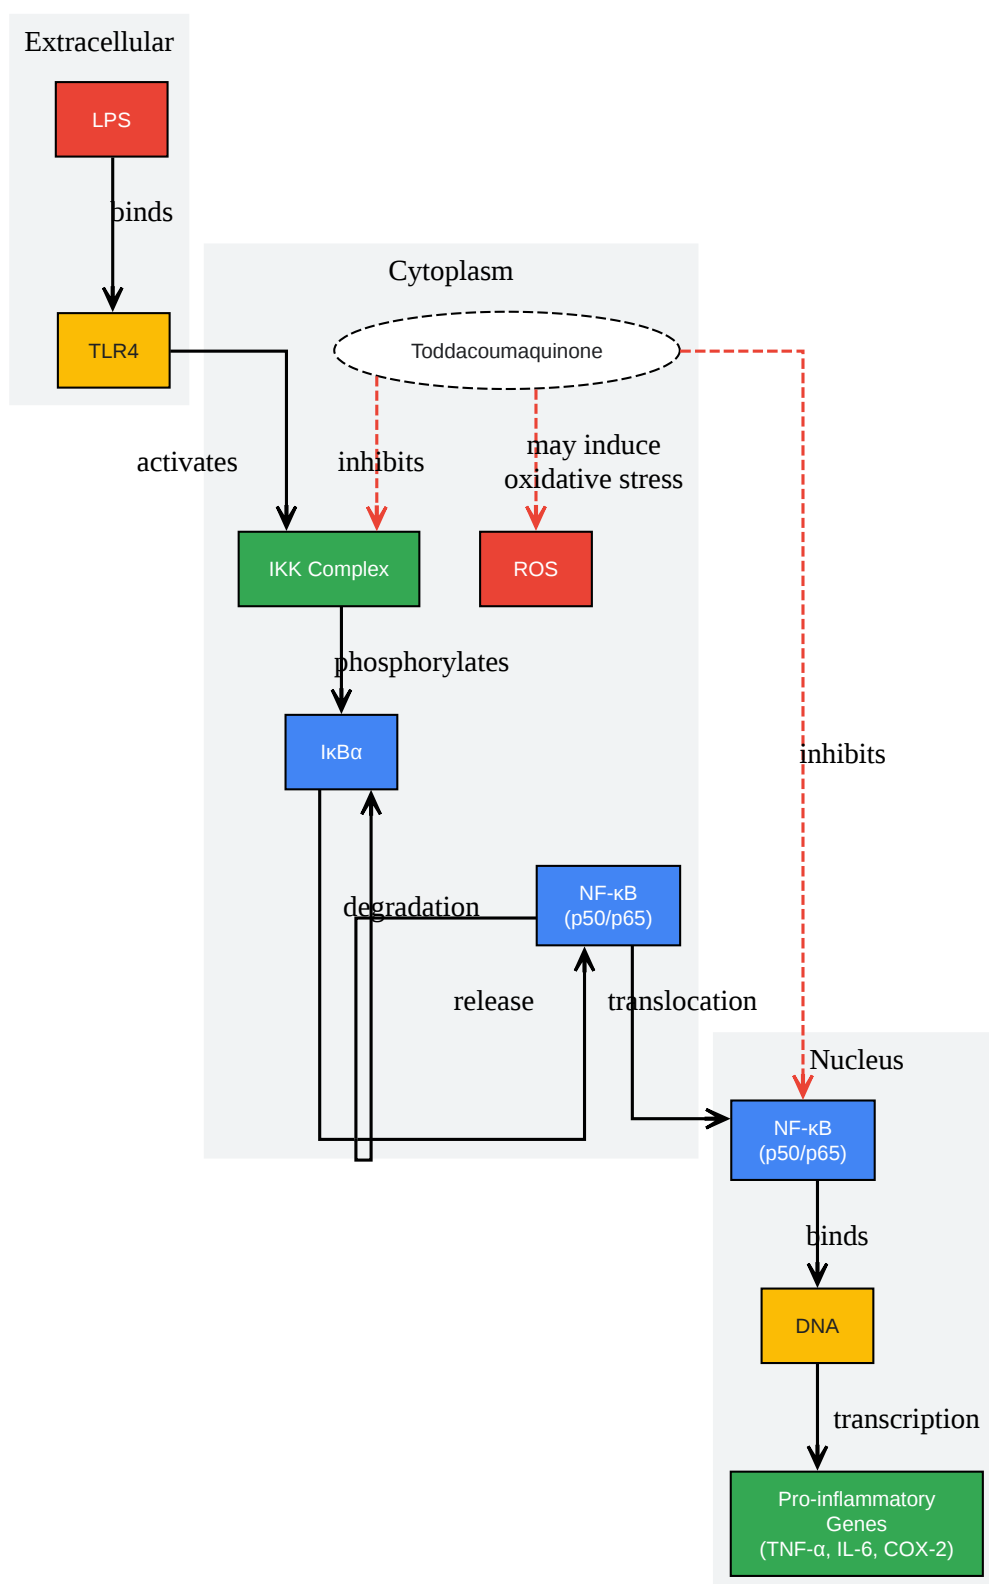 Extracellular
LPS
binds
Cytoplasm
TLR4
Toddacoumaquinone
activates
inhibits
may induce
oxidative stress
IKK Complex
ROS
phosphorylates
IκBα
inhibits
degradation
NF-κB
(p50/p65)
release
translocation
Nucleus
NF-κB
(p50/p65)
binds
DNA
transcription
Pro-inflammatory
Genes
(TNF-α, IL-6, COX-2)